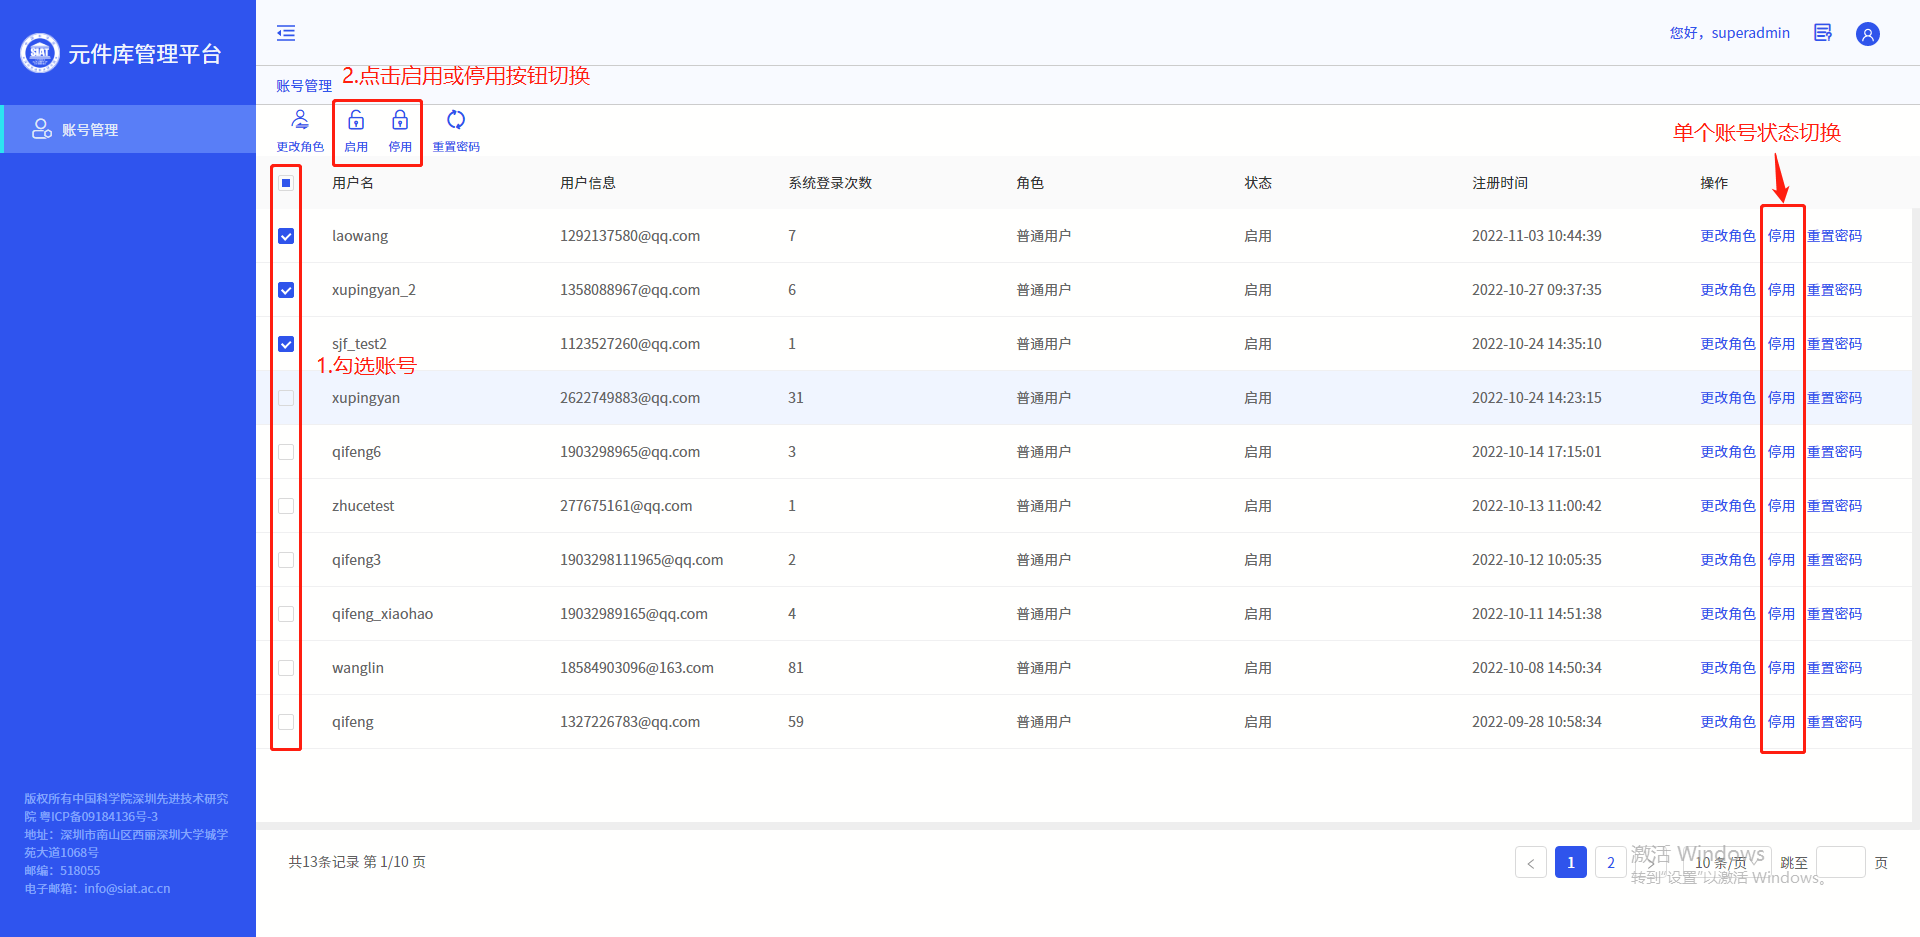 SIAT
元件库管理平台
账号管理
您好，superadmin
账号管理
2.点击启用或停用按钮切换
更改角色 启用 停用 重置密码
单个账号状态切换
用户名 用户信息 系统登录次数 角色 状态 注册时间 操作
laowang 1292137580@qq.com 7 普通用户 启用 2022-11-03 10:44:39 更改角色 停用 重置密码
xupingyan_2 1358088967@qq.com 6 普通用户 启用 2022-10-27 09:37:35 更改角色 停用 重置密码
sjf_test2 1123527260@qq.com 1 普通用户 启用 2022-10-24 14:35:10 更改角色 停用 重置密码
1.勾选账号
xupingyan 2622749883@qq.com 31 普通用户 启用 2022-10-24 14:23:15 更改角色 停用 重置密码
qifeng6 1903298965@qq.com 3 普通用户 启用 2022-10-14 17:15:01 更改角色 停用 重置密码
zhucetest 277675161@qq.com 1 普通用户 启用 2022-10-13 11:00:42 更改角色 停用 重置密码
qifeng3 1903298111965@qq.com 2 普通用户 启用 2022-10-12 10:05:35 更改角色 停用 重置密码
qifeng_xiaohao 19032989165@qq.com 4 普通用户 启用 2022-10-11 14:51:38 更改角色 停用 重置密码
wanglin 18584903096@163.com 81 普通用户 启用 2022-10-08 14:50:34 更改角色 停用 重置密码
qifeng 1327226783@qq.com 59 普通用户 启用 2022-09-28 10:58:34 更改角色 停用 重置密码
版权所有中国科学院深圳先进技术研究
院 粤ICP备09184136号-3
地址：深圳市南山区西丽深圳大学城学
苑大道1068号
邮编：518055
电子邮箱：info@siat.ac.cn
共13条记录 第 1/10 页
< 1 2 > 10 条/页 跳至 页
激活 Windows
转到"设置"以激活 Windows。